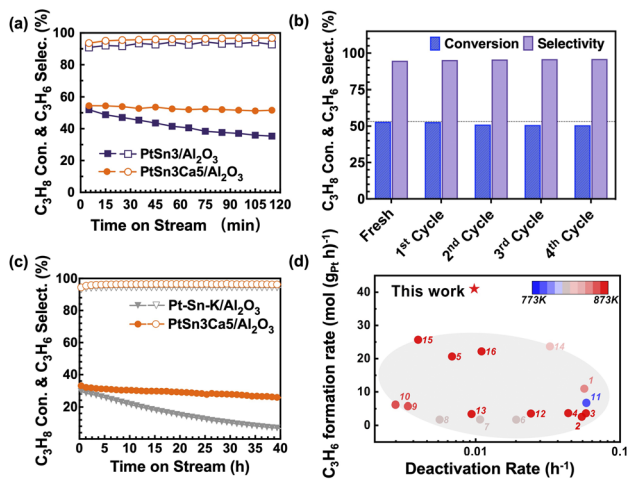 (a)
C3H8 Con. & C3H6 Selec. (%)
100
80
60
40
20
0
PtSn3/Al2O3
PtSn3Ca5/Al2O3
0 15 30 45 60 75 90 105 120
Time on Stream (min)
(b)
C3H8 Con. & C3H6 Select. (%)
100
75
50
25
0
Conversion Selectivity
Fresh
1st Cycle
2nd Cycle
3rd Cycle
4th Cycle
(c)
C3H8 Con. & C3H6 Select. (%)
100
80
60
40
20
Pt-Sn-K/Al2O3
PtSn3Ca5/Al2O3
0 10 20 30 40
Time on Stream (h)
(d)
C3H6 formation rate (mol (gPt h)-1)
40
30
20
10
0
This work
773K 873K
15
5
16
14
1
10
9
8
13
7
6
12
4
11
3
2
0.01 0.1
Deactivation Rate (h-1)